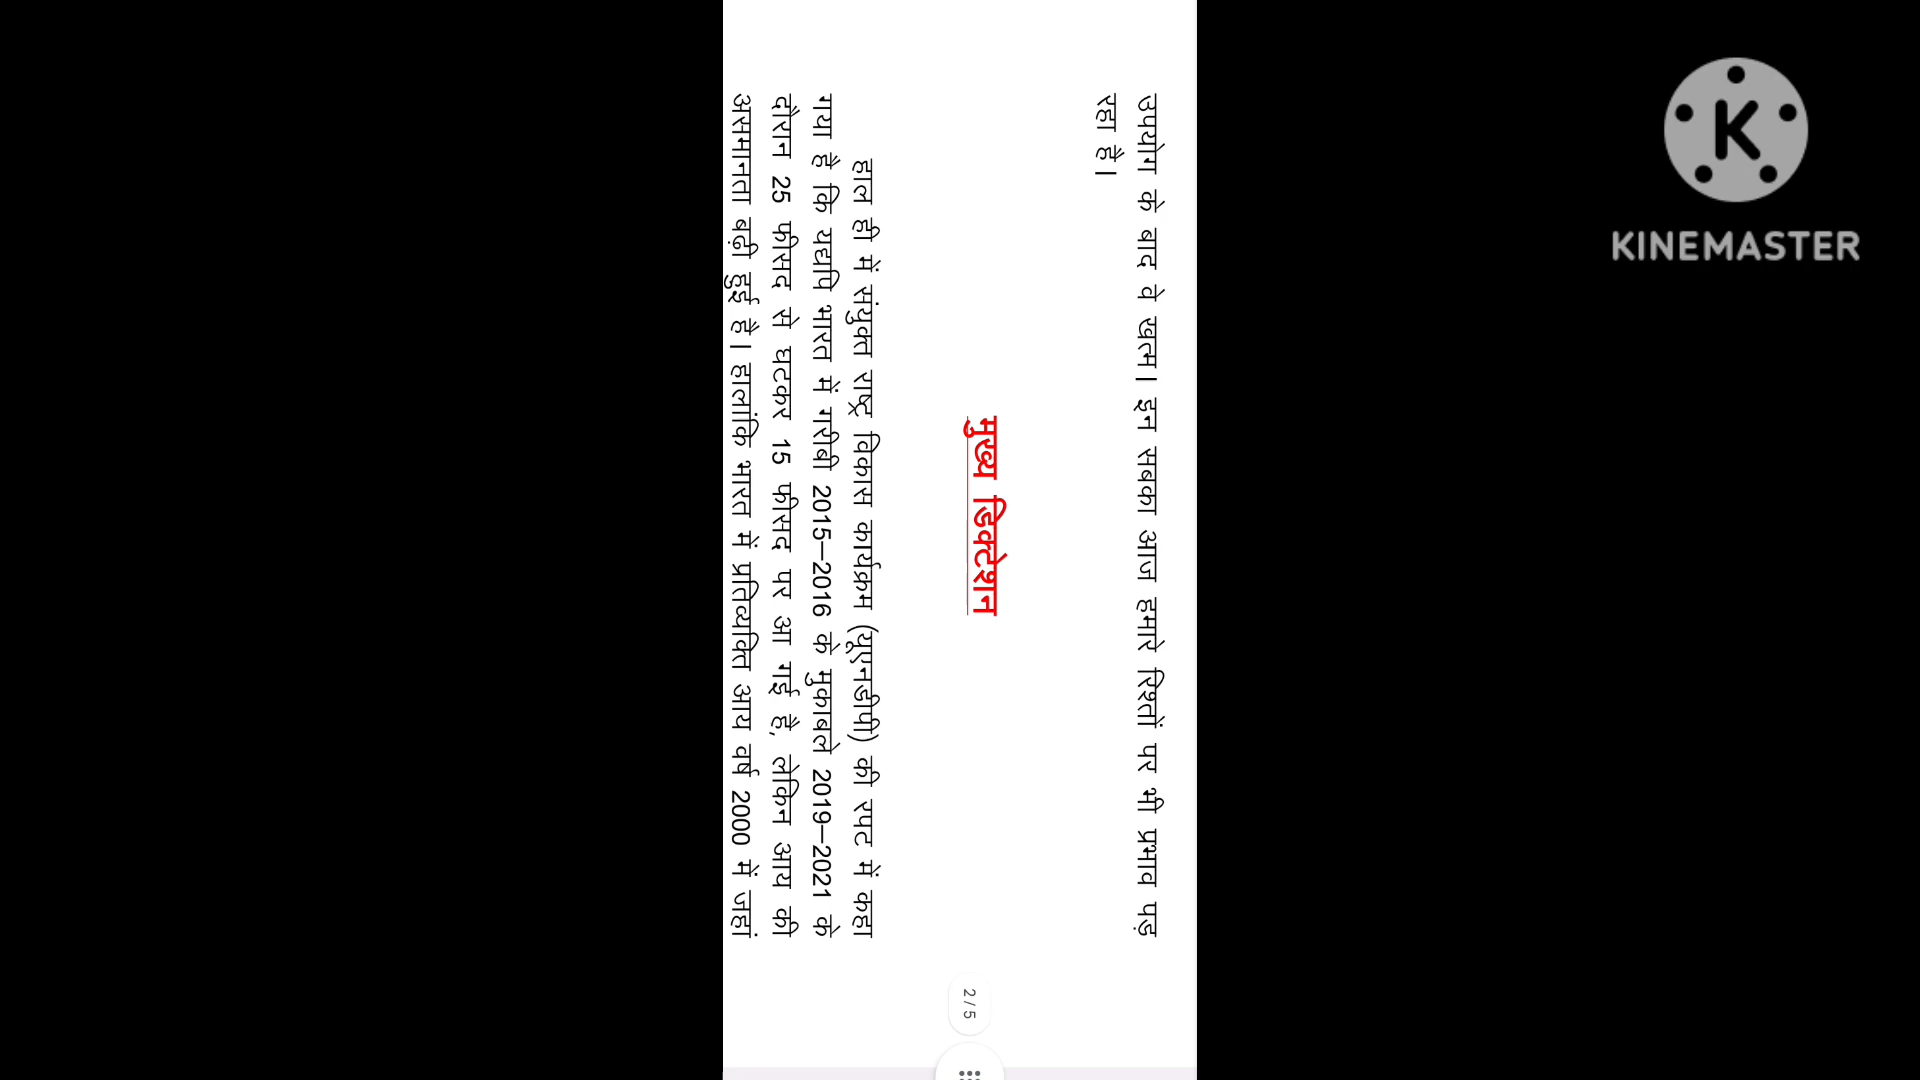 उपयोग के बाद वे खत्म। इन सबका आज हमारे रिश्तों पर भी प्रभाव पड़
रहा है।
मुख्य डिक्टेशन
हाल ही में संयुक्त राष्ट्र विकास कार्यक्रम (यूएनडीपी) की रपट में कहा
गया है कि यद्यपि भारत में गरीबी 2015–2016 के मुकाबले 2019–2021 के
दौरान 25 फीसद से घटकर 15 फीसद पर आ गई है, लेकिन आय की
असमानता बढ़ी हुई है। हालांकि भारत में प्रतिव्यक्ति आय वर्ष 2000 में जहां
2/5
KINEMASTER